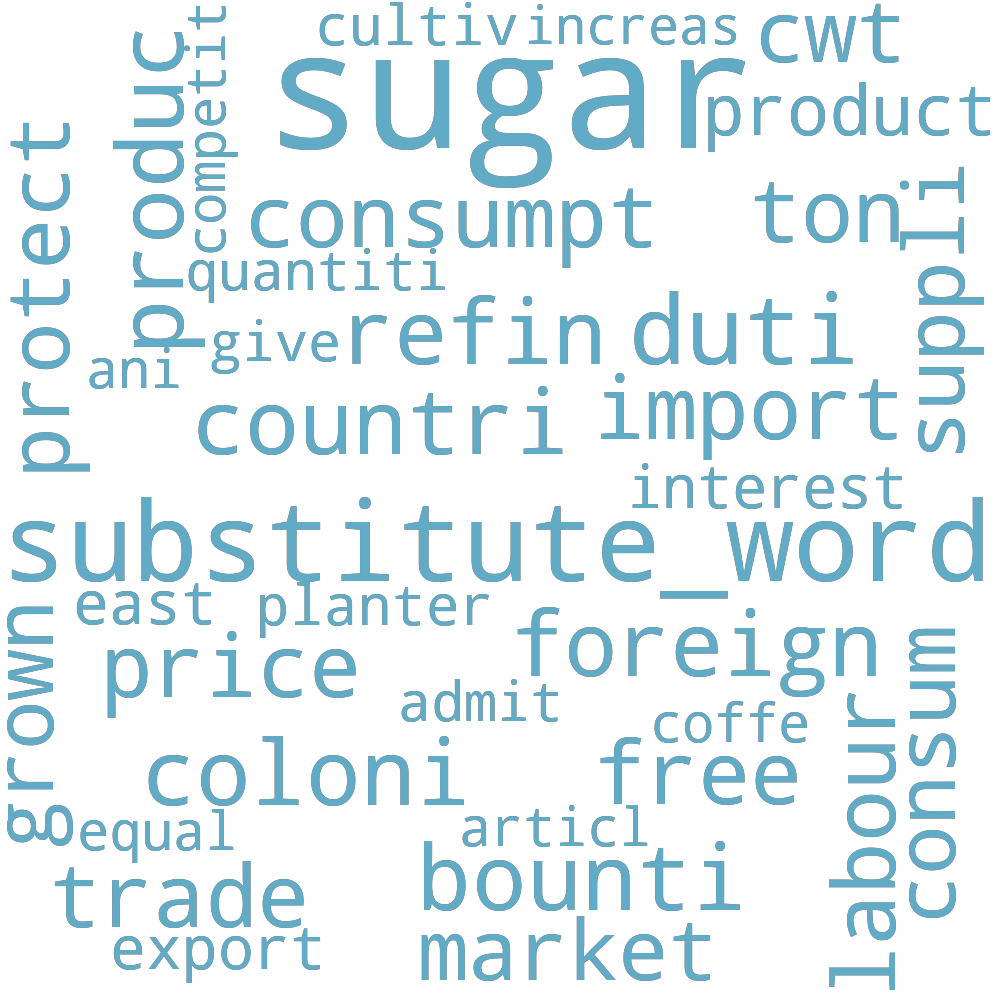 cultiv increas cwt
sugar
product
competit
produc
protect
consumpt ton
suppli
quantiti
give refin duti
ani
countri import
interest
substitute_word
east planter
grown
price foreign
admit coffe
consum
labour
coloni free
equal articl
trade bounti
export market